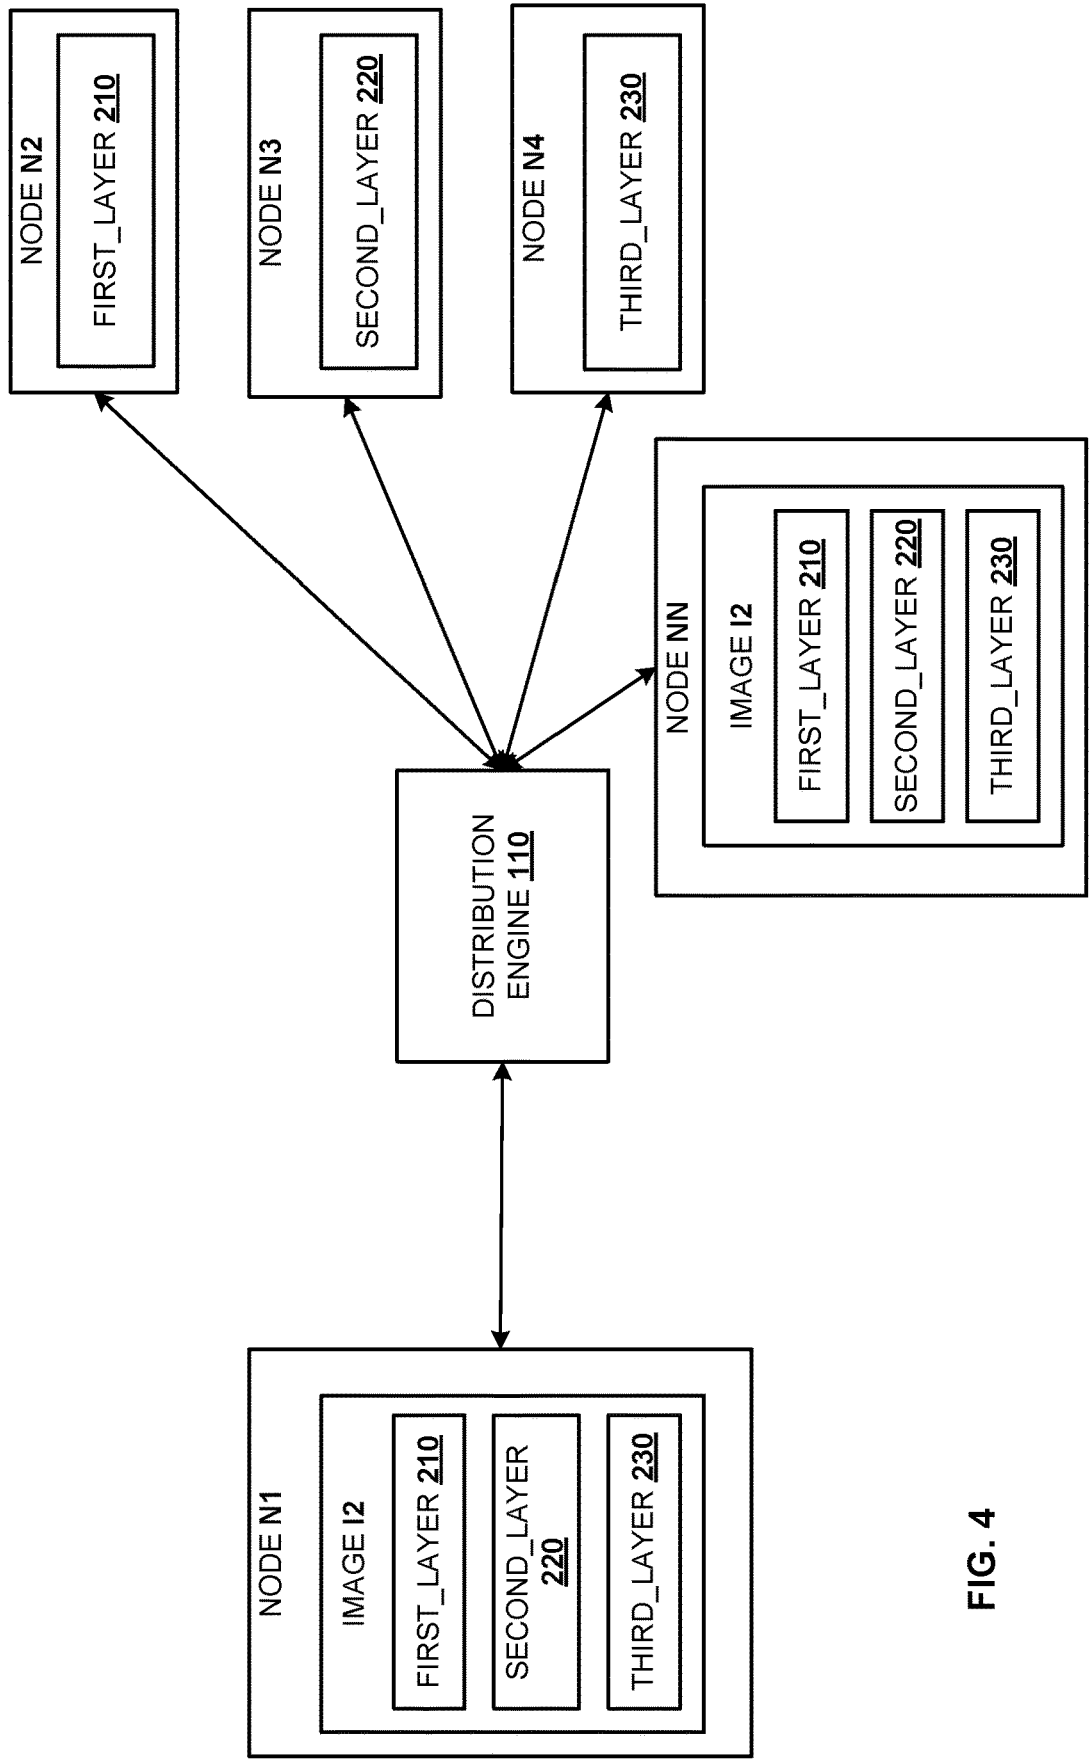 NODE N1
IMAGE I2
FIRST_LAYER 210
SECOND_LAYER
220
THIRD_LAYER 230
DISTRIBUTION
ENGINE 110
NODE N2
FIRST_LAYER 210
NODE N3
SECOND_LAYER 220
NODE N4
THIRD_LAYER 230
NODE NN
IMAGE I2
FIRST_LAYER 210
SECOND_LAYER 220
THIRD_LAYER 230
FIG. 4